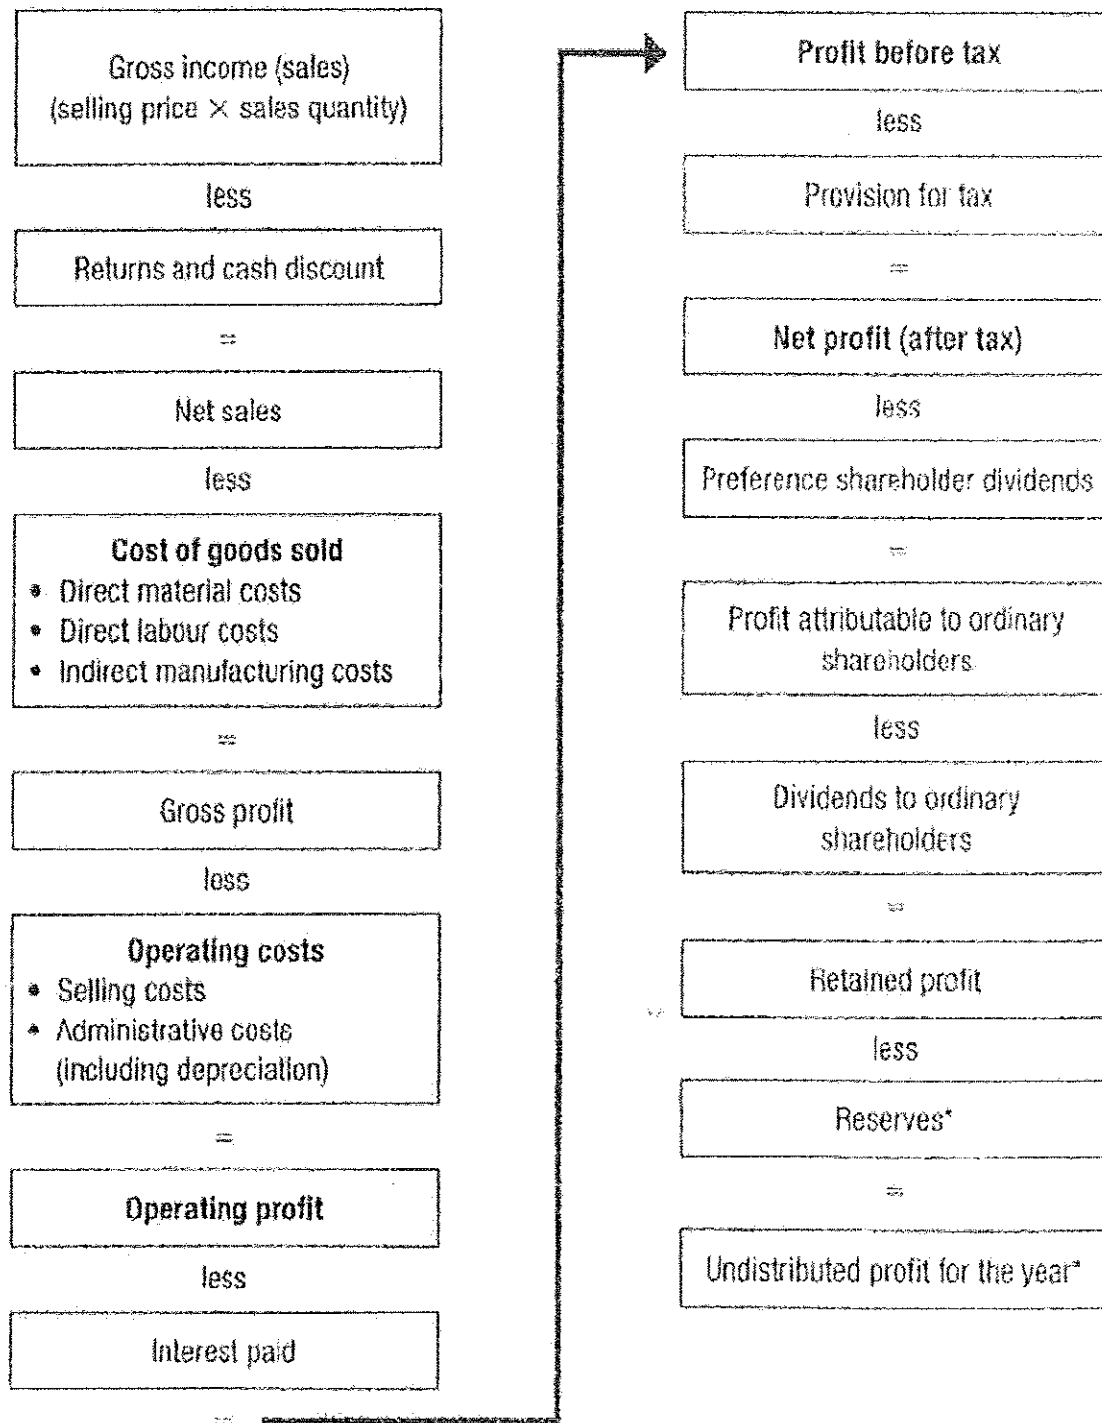 Gross income (sales)
(selling price × sales quantity)
less
Returns and cash discount
=
Net sales
less
Cost of goods sold
• Direct material costs
• Direct labour costs
• Indirect manufacturing costs
=
Gross profit
less
Operating costs
• Selling costs
• Administrative costs
(including depreciation)
=
Operating profit
less
Interest paid
=
Profit before tax
less
Provision for tax
=
Net profit (after tax)
less
Preference shareholder dividends
=
Profit attributable to ordinary
shareholders
less
Dividends to ordinary
shareholders
=
Retained profit
less
Reserves*
=
Undistributed profit for the year*